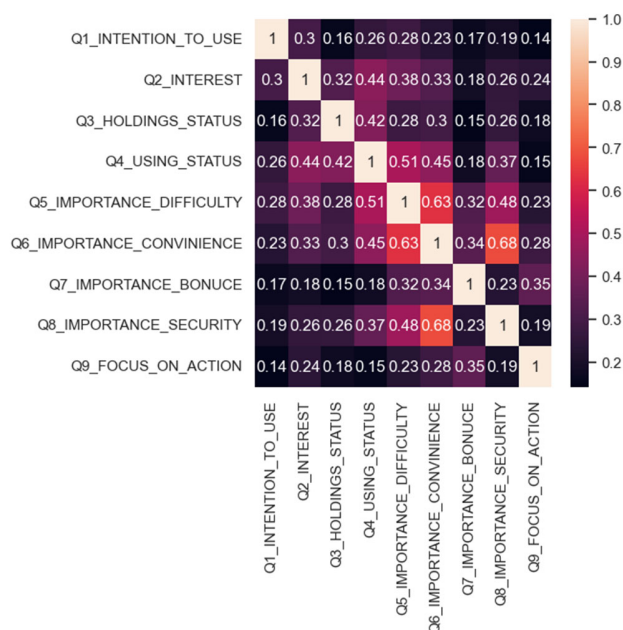 Q1_INTENTION_TO_USE 1 0.3 0.16 0.26 0.28 0.23 0.17 0.19 0.14
Q2_INTEREST 0.3 1 0.32 0.44 0.38 0.33 0.18 0.26 0.24
Q3_HOLDINGS_STATUS 0.16 0.32 1 0.42 0.28 0.3 0.15 0.26 0.18
Q4_USING_STATUS 0.26 0.44 0.42 1 0.51 0.45 0.18 0.37 0.15
Q5_IMPORTANCE_DIFFICULTY 0.28 0.38 0.28 0.51 1 0.63 0.32 0.48 0.23
Q6_IMPORTANCE_CONVINIENCE 0.23 0.33 0.3 0.45 0.63 1 0.34 0.68 0.28
Q7_IMPORTANCE_BONUCE 0.17 0.18 0.15 0.18 0.32 0.34 1 0.23 0.35
Q8_IMPORTANCE_SECURITY 0.19 0.26 0.26 0.37 0.48 0.68 0.23 1 0.19
Q9_FOCUS_ON_ACTION 0.14 0.24 0.18 0.15 0.23 0.28 0.35 0.19 1
Q1_INTENTION_TO_USE
Q2_INTEREST
Q3_HOLDINGS_STATUS
Q4_USING_STATUS
Q5_IMPORTANCE_DIFFICULTY
Q6_IMPORTANCE_CONVINIENCE
Q7_IMPORTANCE_BONUCE
Q8_IMPORTANCE_SECURITY
Q9_FOCUS_ON_ACTION
1.0
0.9
0.8
0.7
0.6
0.5
0.4
0.3
0.2